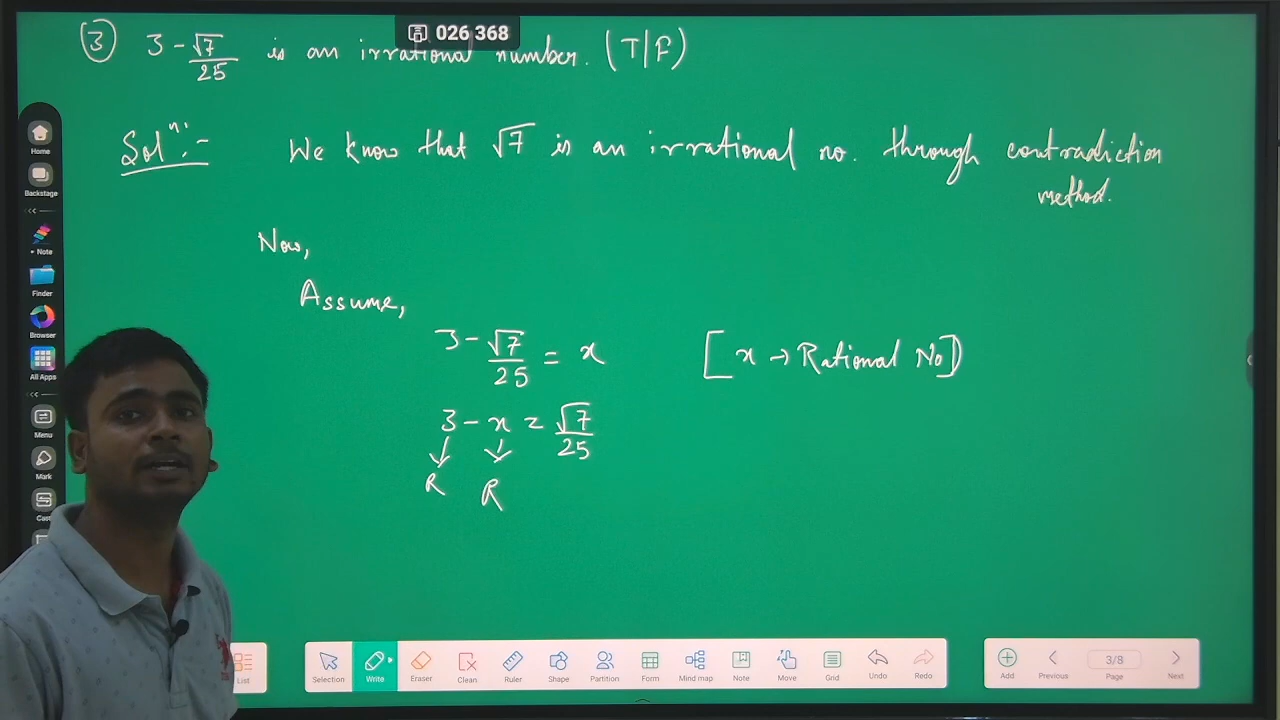 026 368
(3) 3 - √7/25 is an irrational number. (T/F)
Solⁿ:- We know that √7 is an irrational no. through contradiction
method.
Now,
Assume,
3 - √7/25 = x [x → Rational No]
3 - x = √7/25
↓ ↓
R R
Home
Backstage
Note
Finder
Browser
All Apps
Menu
Mark
Cast
List
Selection Write Eraser Clean Ruler Shape Partition Form Mind map Note Move Grid Undo Redo
Add Previous 3/8 Page Next